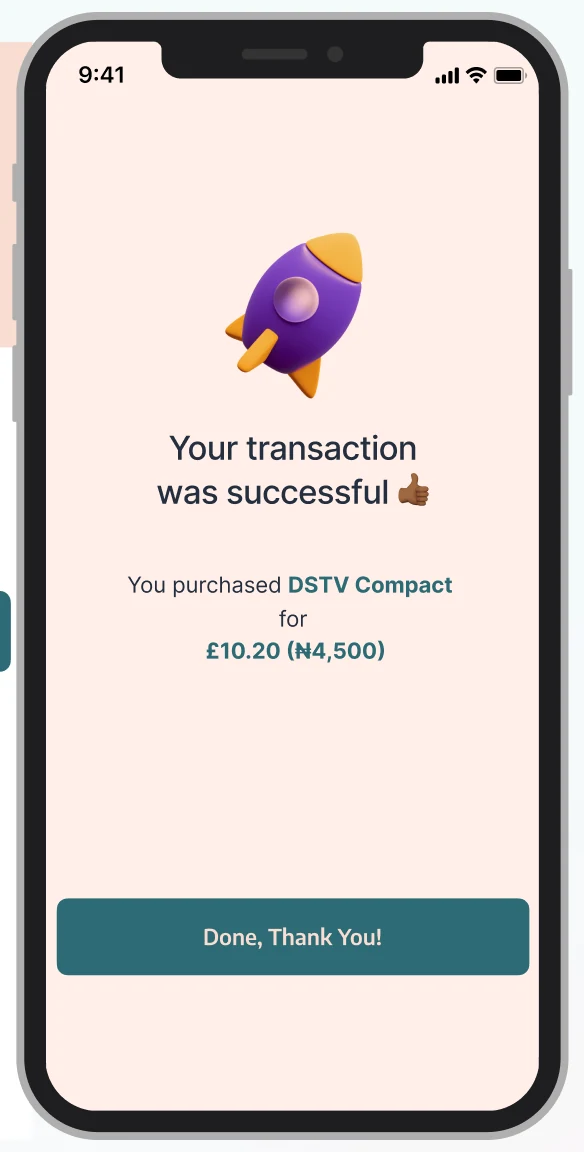 9:41
Your transaction
was successful 👍🏾
You purchased DSTV Compact
for
£10.20 (₦4,500)
Done, Thank You!